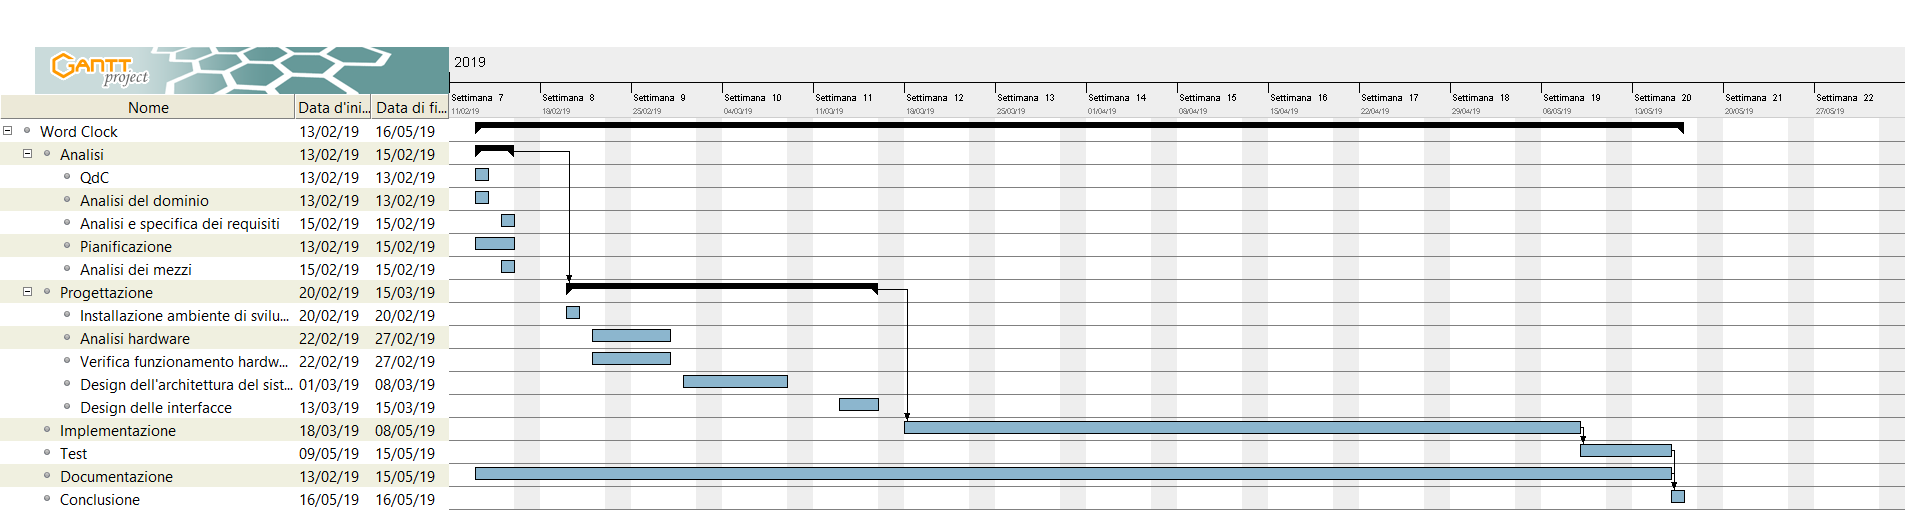 GANTT
project
2019
Nome Data d'ini... Data di fi...
Settimana 7 Settimana 8 Settimana 9 Settimana 10 Settimana 11 Settimana 12 Settimana 13 Settimana 14 Settimana 15 Settimana 16 Settimana 17 Settimana 18 Settimana 19 Settimana 20 Settimana 21 Settimana 22
11/02/19 18/02/19 25/02/19 04/03/19 11/03/19 18/03/19 25/03/19 01/04/19 08/04/19 15/04/19 22/04/19 29/04/19 06/05/19 13/05/19 20/05/19 27/05/19
Word Clock 13/02/19 16/05/19
Analisi 13/02/19 15/02/19
QdC 13/02/19 13/02/19
Analisi del dominio 13/02/19 13/02/19
Analisi e specifica dei requisiti 15/02/19 15/02/19
Pianificazione 13/02/19 15/02/19
Analisi dei mezzi 15/02/19 15/02/19
Progettazione 20/02/19 15/03/19
Installazione ambiente di svilu... 20/02/19 20/02/19
Analisi hardware 22/02/19 27/02/19
Verifica funzionamento hardw... 22/02/19 27/02/19
Design dell'architettura del sist... 01/03/19 08/03/19
Design delle interfacce 13/03/19 15/03/19
Implementazione 18/03/19 08/05/19
Test 09/05/19 15/05/19
Documentazione 13/02/19 15/05/19
Conclusione 16/05/19 16/05/19